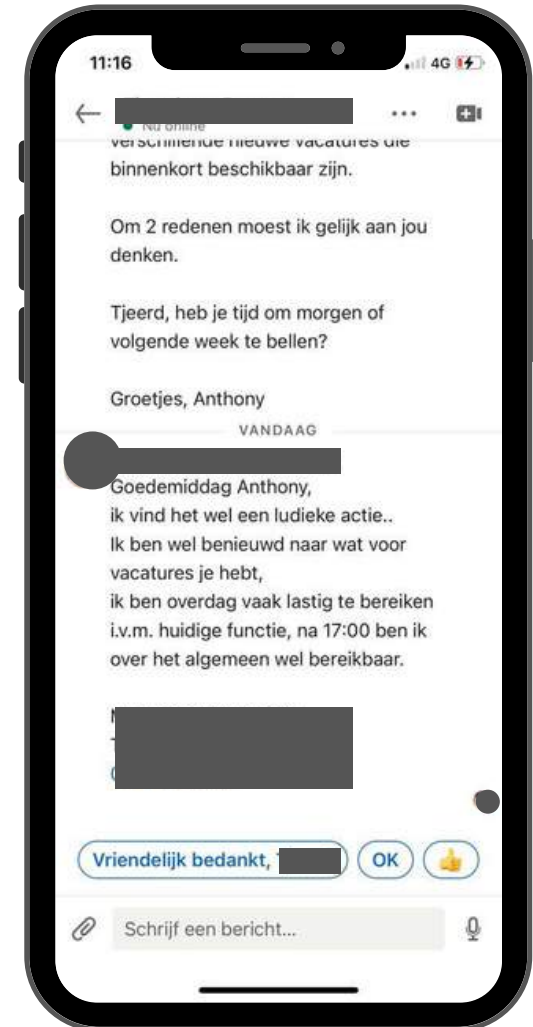 11:16
4G
Nu online
verschillende nieuwe vacatures die
binnenkort beschikbaar zijn.
Om 2 redenen moest ik gelijk aan jou
denken.
Tjeerd, heb je tijd om morgen of
volgende week te bellen?
Groetjes, Anthony
VANDAAG
Goedemiddag Anthony,
ik vind het wel een ludieke actie..
Ik ben wel benieuwd naar wat voor
vacatures je hebt,
ik ben overdag vaak lastig te bereiken
i.v.m. huidige functie, na 17:00 ben ik
over het algemeen wel bereikbaar.
Vriendelijk bedankt,
OK
Schrijf een bericht...